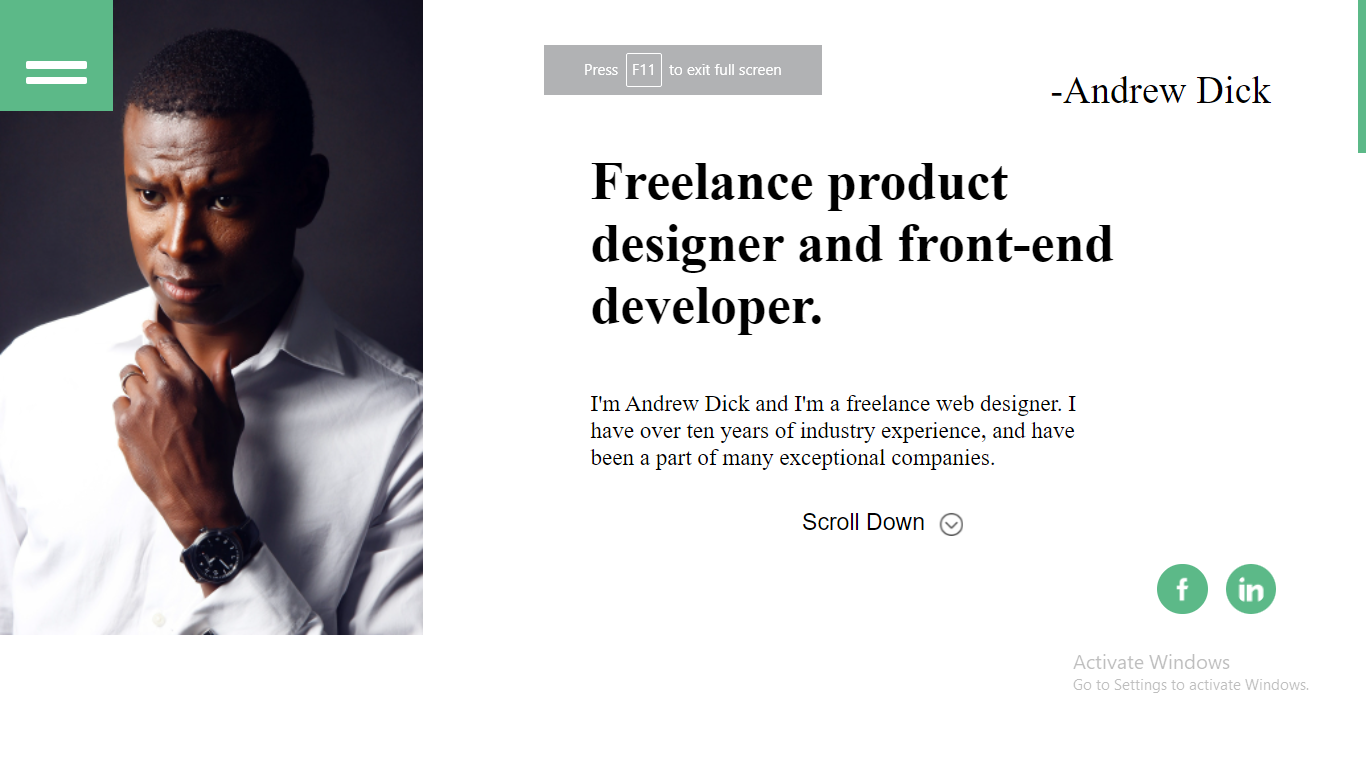 Press F11 to exit full screen
-Andrew Dick
Freelance product
designer and front-end
developer.
I'm Andrew Dick and I'm a freelance web designer. I
have over ten years of industry experience, and have
been a part of many exceptional companies.
Scroll Down
f in
Activate Windows
Go to Settings to activate Windows.